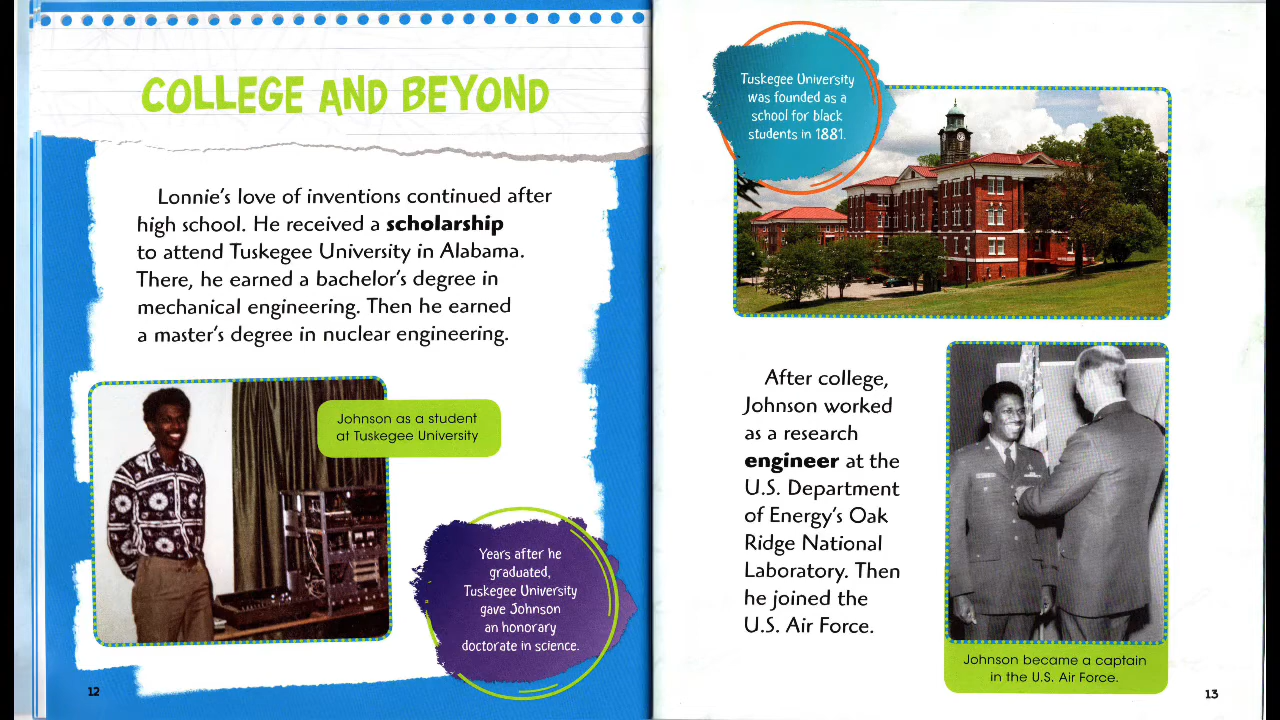 COLLEGE AND BEYOND
Lonnie's love of inventions continued after
high school. He received a scholarship
to attend Tuskegee University in Alabama.
There, he earned a bachelor's degree in
mechanical engineering. Then he earned
a master's degree in nuclear engineering.
Johnson as a student
at Tuskegee University
Years after he
graduated,
Tuskegee University
gave Johnson
an honorary
doctorate in science.
12
Tuskegee University
was founded as a
school for black
students in 1881.
After college,
Johnson worked
as a research
engineer at the
U.S. Department
of Energy's Oak
Ridge National
Laboratory. Then
he joined the
U.S. Air Force.
Johnson became a captain
in the U.S. Air Force.
13